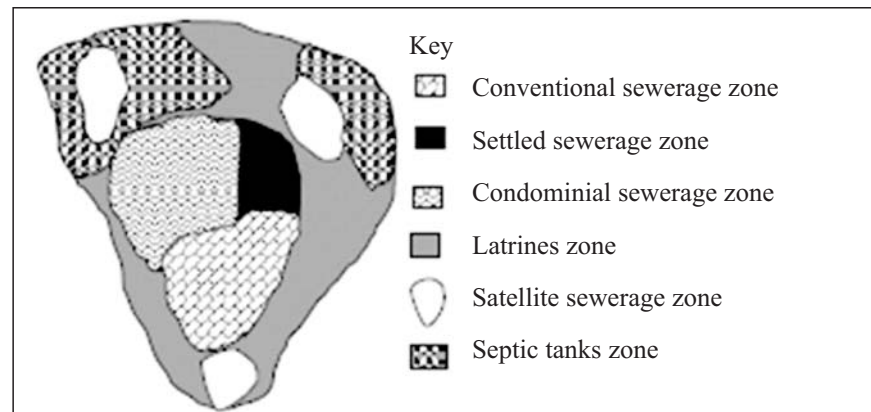 Key
Conventional sewerage zone
Settled sewerage zone
Condominial sewerage zone
Latrines zone
Satellite sewerage zone
Septic tanks zone